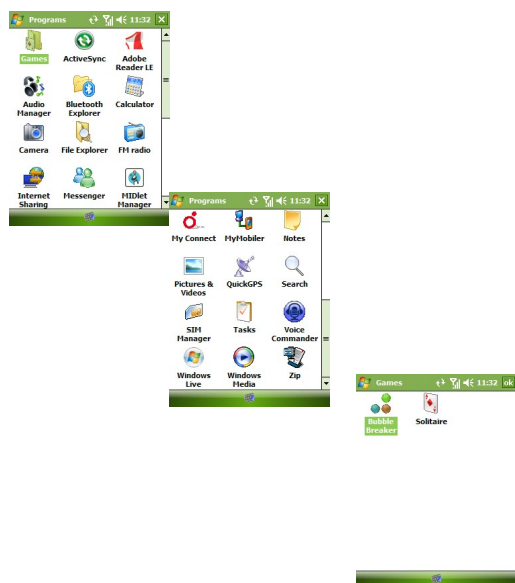 Programs 11:32
Games ActiveSync Adobe
Reader LE
Audio
Manager Bluetooth
Explorer Calculator
Camera File Explorer FM radio
Internet
Sharing Messenger MIDlet
Manager
Programs 11:32
My Connect MyMobiler Notes
Pictures &
Videos QuickGPS Search
SIM
Manager Tasks Voice
Commander
Windows
Live Windows
Media Zip
Games 11:32 ok
Bubble
Breaker Solitaire